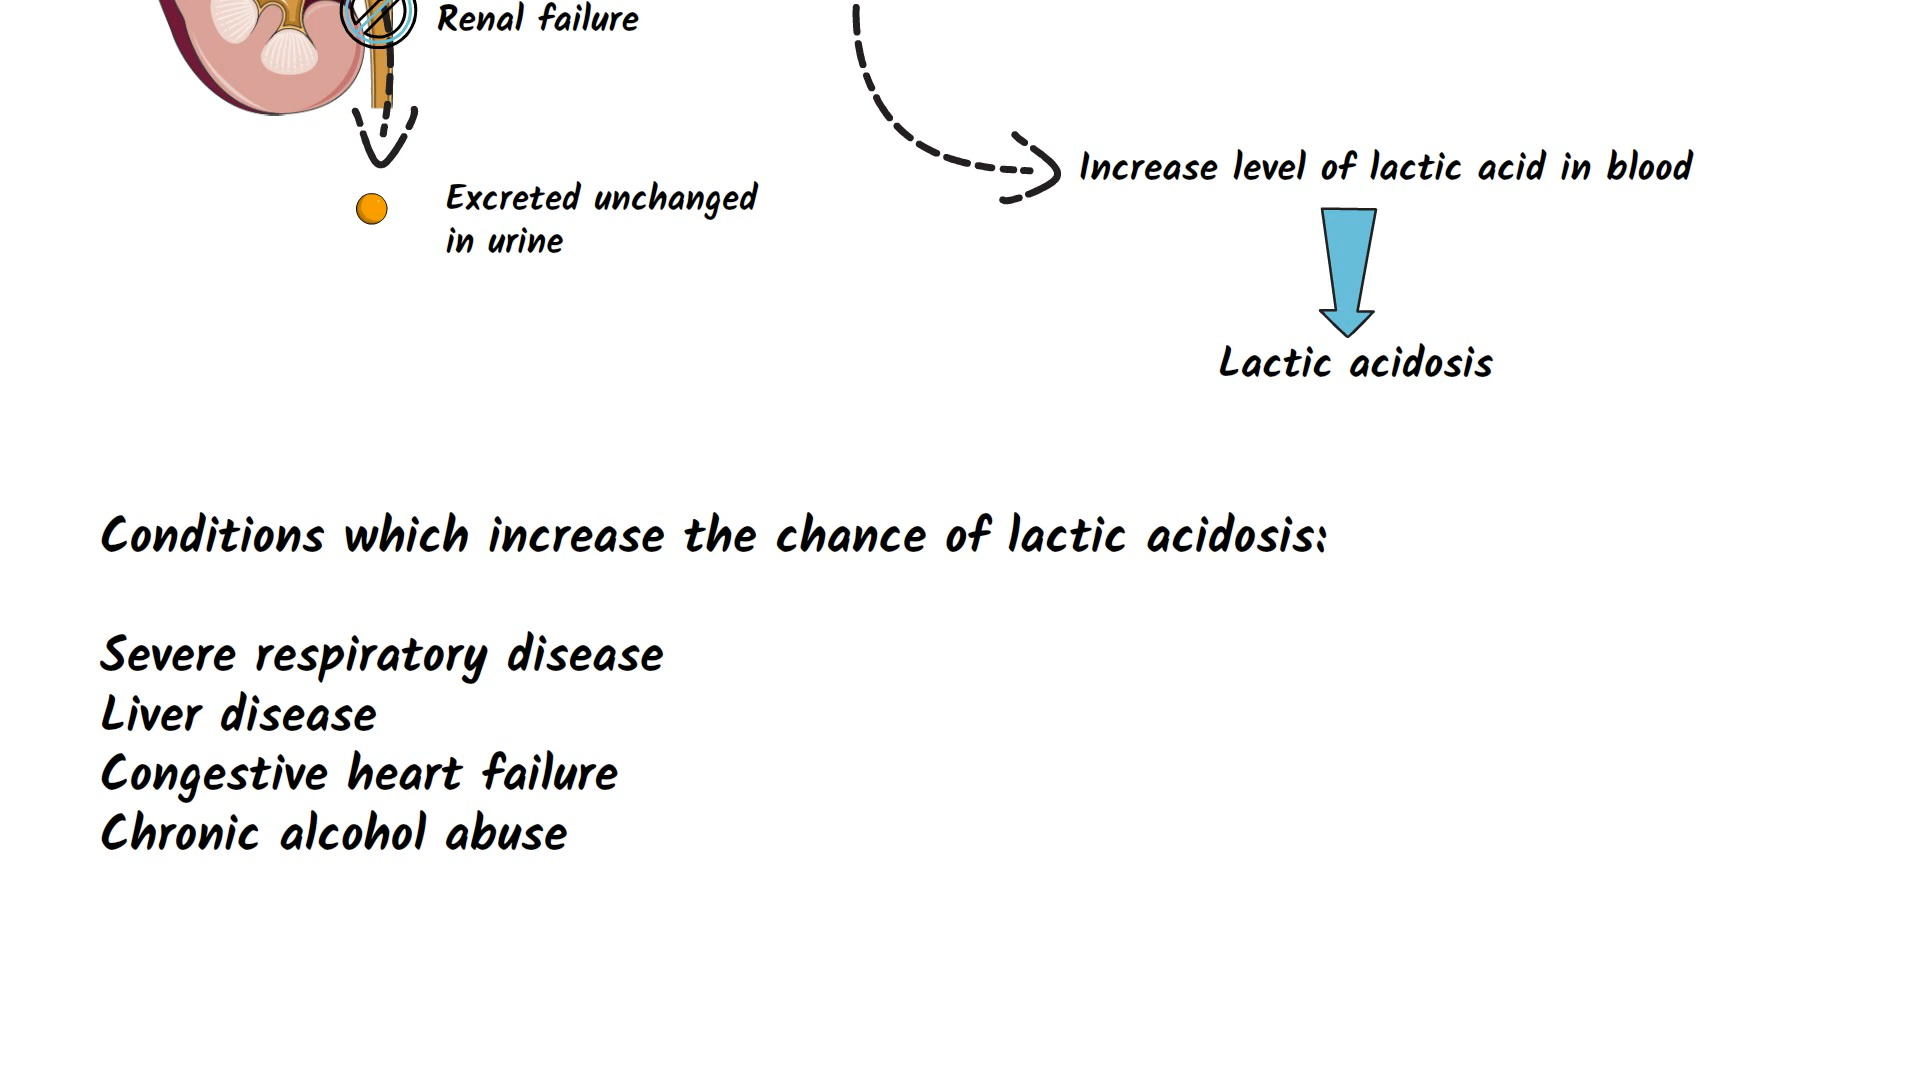 Renal failure
Increase level of lactic acid in blood
Excreted unchanged
in urine
Lactic acidosis
Conditions which increase the chance of lactic acidosis:
Severe respiratory disease
Liver disease
Congestive heart failure
Chronic alcohol abuse